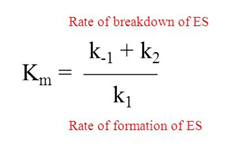 Rate of breakdown of ES
k-1 + k2
Km =
k1
Rate of formation of ES